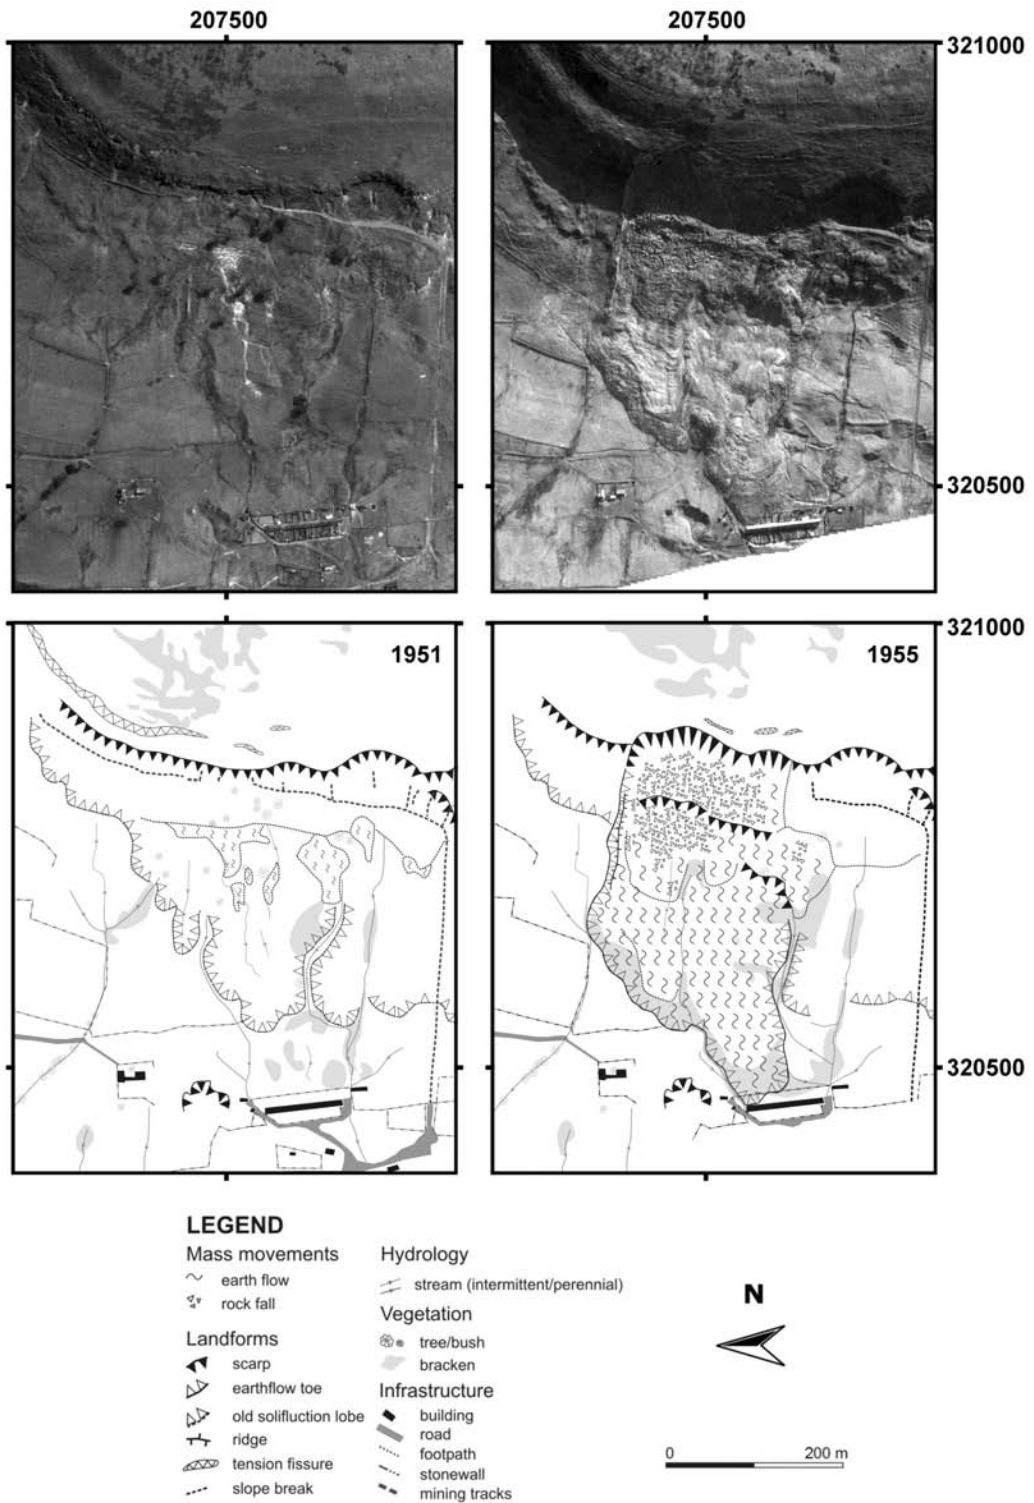 207500 207500
321000
320500
1951 1955 321000
320500
LEGEND
Mass movements
earth flow
rock fall
Landforms
scarp
earthflow toe
old solifluction lobe
ridge
tension fissure
slope break
Hydrology
stream (intermittent/perennial)
Vegetation
tree/bush
bracken
Infrastructure
building
road
footpath
stonewall
mining tracks
N
0 200 m